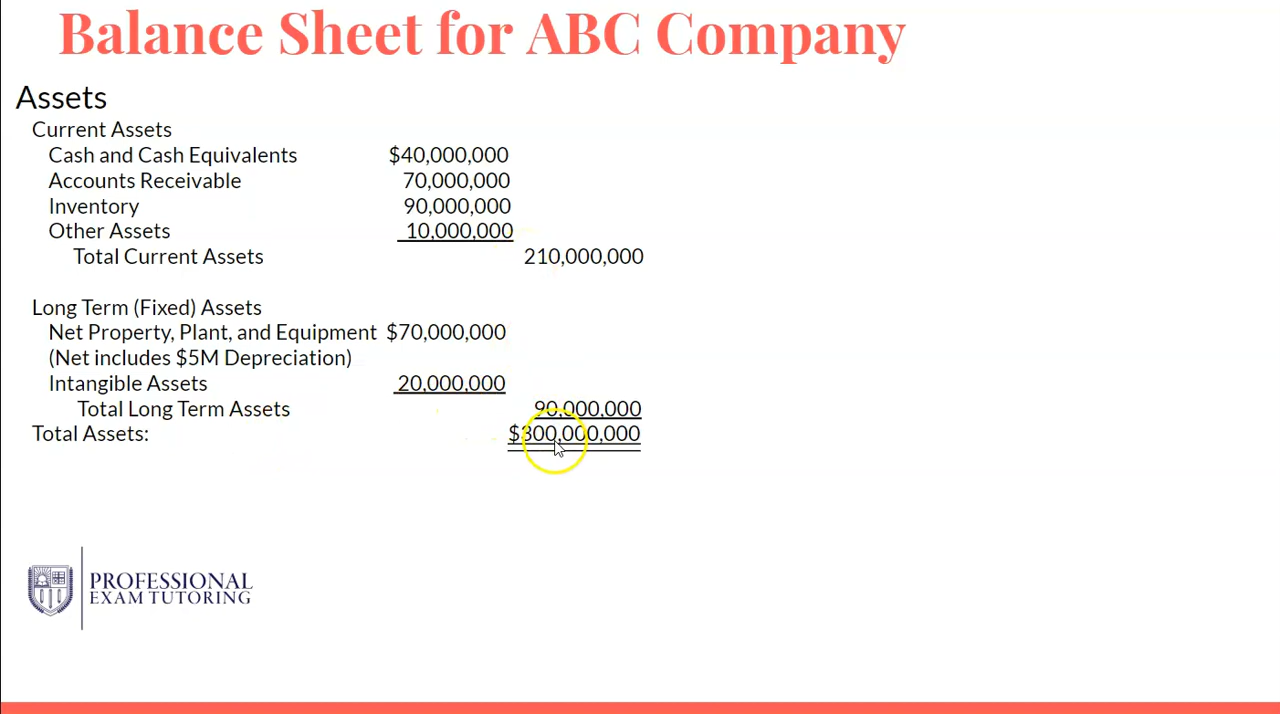 Balance Sheet for ABC Company
Assets
Current Assets
Cash and Cash Equivalents $40,000,000
Accounts Receivable 70,000,000
Inventory 90,000,000
Other Assets 10,000,000
Total Current Assets 210,000,000
Long Term (Fixed) Assets
Net Property, Plant, and Equipment $70,000,000
(Net includes $5M Depreciation)
Intangible Assets 20,000,000
Total Long Term Assets 90,000,000
Total Assets: $300,000,000
PROFESSIONAL
EXAM TUTORING